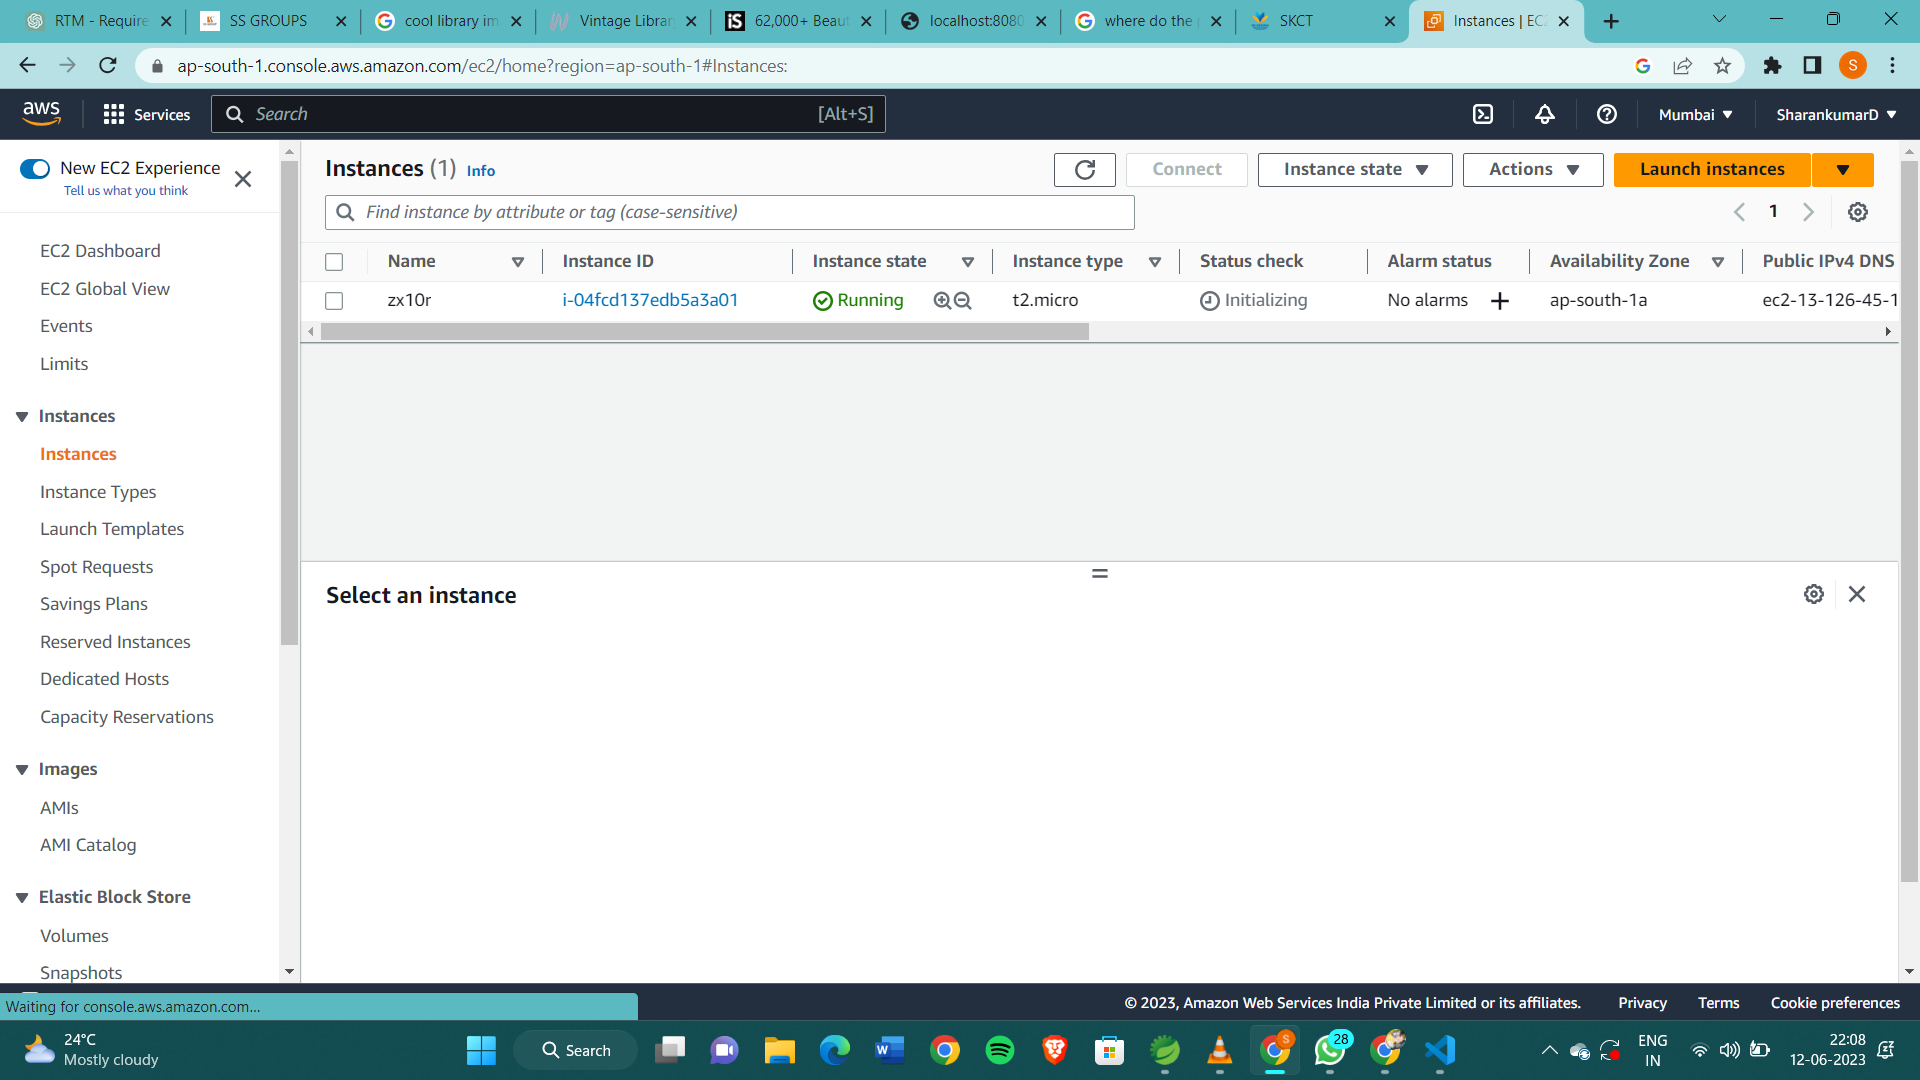 RTM - Require
SS GROUPS
cool library im
Vintage Librar
62,000+ Beaut
localhost:8080
where do the
SKCT
Instances | EC2
ap-south-1.console.aws.amazon.com/ec2/home?region=ap-south-1#Instances:
S
aws
Services
Search
[Alt+S]
Mumbai
SharankumarD
New EC2 Experience
Tell us what you think
EC2 Dashboard
EC2 Global View
Events
Limits
Instances
Instances
Instance Types
Launch Templates
Spot Requests
Savings Plans
Reserved Instances
Dedicated Hosts
Capacity Reservations
Images
AMIs
AMI Catalog
Elastic Block Store
Volumes
Snapshots
Instances (1) Info
Connect
Instance state
Actions
Launch instances
Find instance by attribute or tag (case-sensitive)
1
Name
Instance ID
Instance state
Instance type
Status check
Alarm status
Availability Zone
Public IPv4 DNS
zx10r
i-04fcd137edb5a3a01
Running
t2.micro
Initializing
No alarms
ap-south-1a
ec2-13-126-45-1
Select an instance
Waiting for console.aws.amazon.com...
© 2023, Amazon Web Services India Private Limited or its affiliates.
Privacy
Terms
Cookie preferences
24°C
Mostly cloudy
Search
28
ENG
IN
22:08
12-06-2023